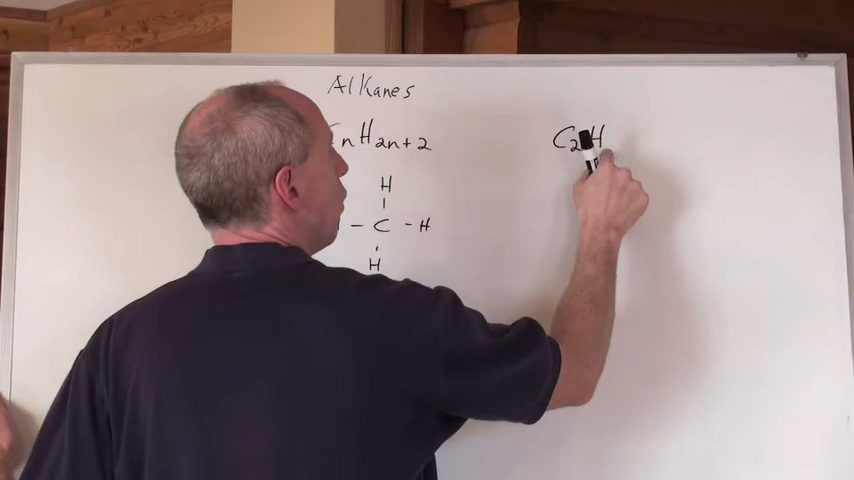 Alkanes
CnH2n+2
C2H
H
– C – H
H